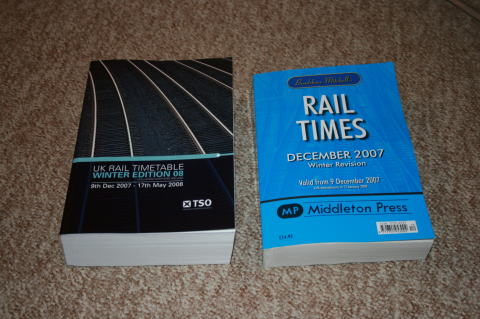 UK RAIL TIMETABLE
WINTER EDITION 08
9th Dec 2007 - 17th May 2008
TSO
RAIL
TIMES
DECEMBER 2007
Winter Revision
Valid from 9 December 2007
MP Middleton Press